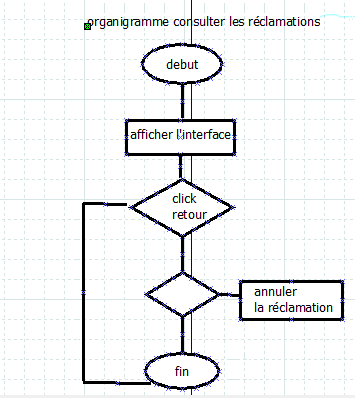 organigramme consulter les réclamations
debut
afficher l'interface
click
retour
annuler
la réclamation
fin